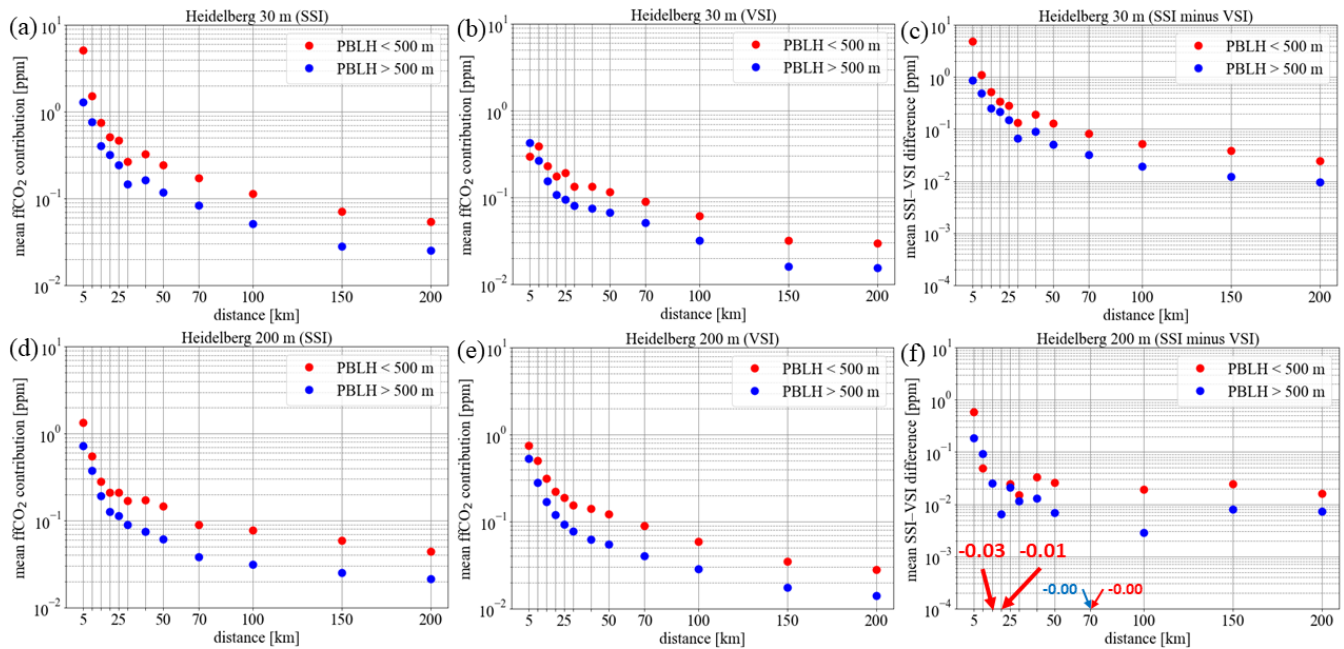 (a)
Heidelberg 30 m (SSI)
10¹
10⁰
10⁻¹
10⁻²
mean ffCO₂ contribution [ppm]
PBLH < 500 m
PBLH > 500 m
5 25 50 70 100 150 200
distance [km]
(b)
Heidelberg 30 m (VSI)
10¹
10⁰
10⁻¹
10⁻²
mean ffCO₂ contribution [ppm]
PBLH < 500 m
PBLH > 500 m
5 25 50 70 100 150 200
distance [km]
(c)
Heidelberg 30 m (SSI minus VSI)
10¹
10⁰
10⁻¹
10⁻²
10⁻³
10⁻⁴
mean SSI–VSI difference [ppm]
PBLH < 500 m
PBLH > 500 m
5 25 50 70 100 150 200
distance [km]
(d)
Heidelberg 200 m (SSI)
10¹
10⁰
10⁻¹
10⁻²
mean ffCO₂ contribution [ppm]
PBLH < 500 m
PBLH > 500 m
5 25 50 70 100 150 200
distance [km]
(e)
Heidelberg 200 m (VSI)
10¹
10⁰
10⁻¹
10⁻²
mean ffCO₂ contribution [ppm]
PBLH < 500 m
PBLH > 500 m
5 25 50 70 100 150 200
distance [km]
(f)
Heidelberg 200 m (SSI minus VSI)
10¹
10⁰
10⁻¹
10⁻²
10⁻³
10⁻⁴
mean SSI–VSI difference [ppm]
PBLH < 500 m
PBLH > 500 m
-0.03 -0.01
-0.00 -0.00
5 25 50 70 100 150 200
distance [km]